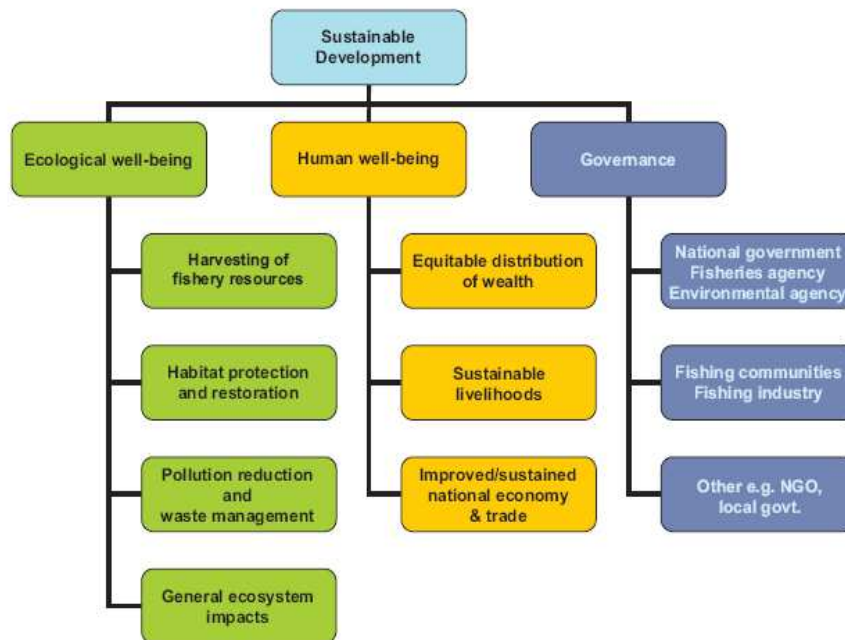 Sustainable
Development
Ecological well-being
Human well-being
Governance
Harvesting of
fishery resources
Habitat protection
and restoration
Pollution reduction
and
waste management
General ecosystem
impacts
Equitable distribution
of wealth
Sustainable
livelihoods
Improved/sustained
national economy
& trade
National government
Fisheries agency
Environmental agency
Fishing communities
Fishing industry
Other e.g. NGO,
local govt.